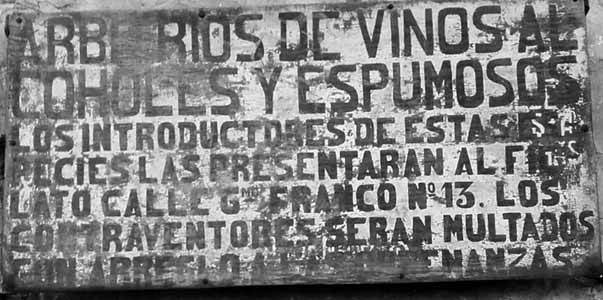 ARBITRIOS DE VINOS AL
COHOLES Y ESPUMOSOS
LOS INTRODUCTORES DE ESTAS ES
PECIES LAS PRESENTARAN AL FIE
LATO CALLE G. FRANCO Nº 13. LOS
CONTRAVENTORES SERAN MULTADOS
CON ARREGLO A ORDENANZAS